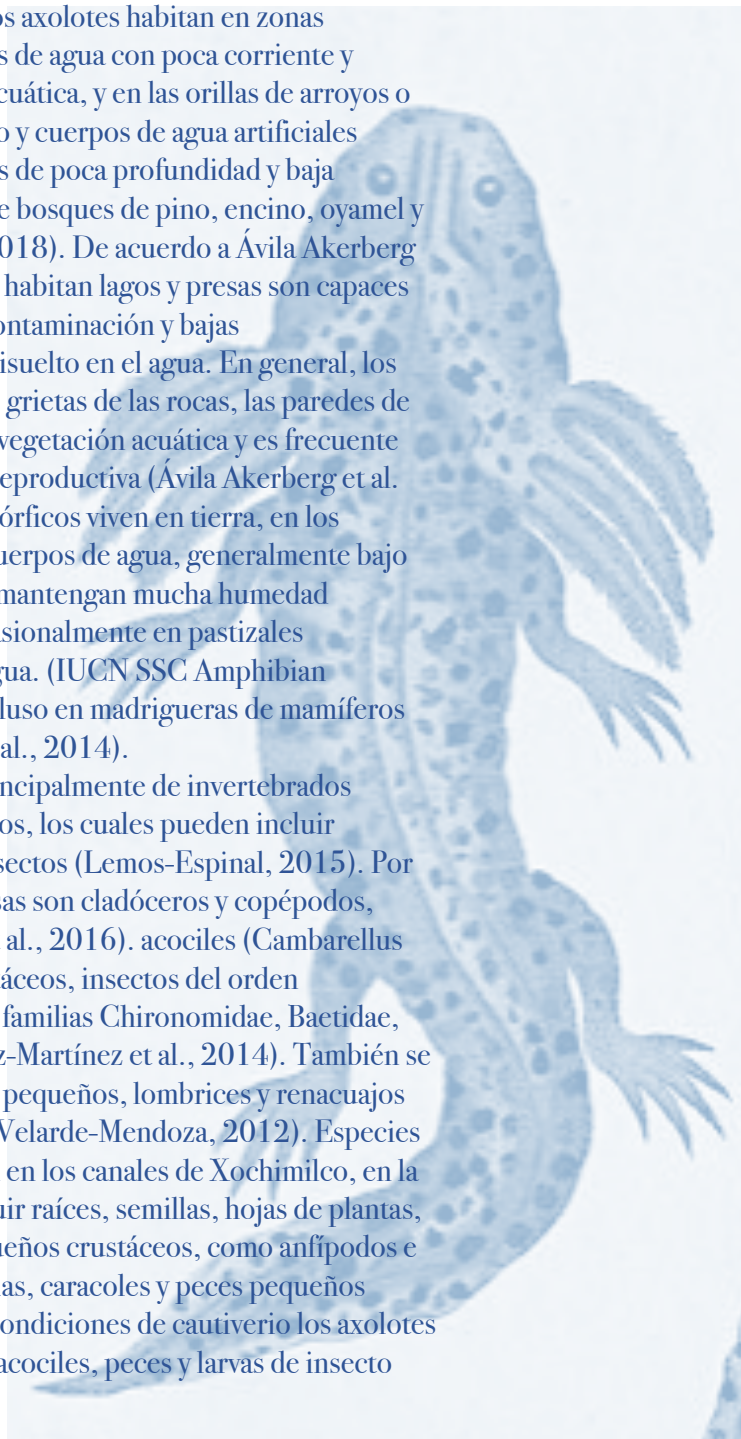 os axolotes habitan en zonas
s de agua con poca corriente y
cuática, y en las orillas de arroyos o
o y cuerpos de agua artificiales
s de poca profundidad y baja
e bosques de pino, encino, oyamel y
018). De acuerdo a Ávila Akerberg
habitan lagos y presas son capaces
ontaminación y bajas
isuelto en el agua. En general, los
grietas de las rocas, las paredes de
vegetación acuática y es frecuente
eproductiva (Ávila Akerberg et al.
órficos viven en tierra, en los
uerpos de agua, generalmente bajo
mantengan mucha humedad
asionalmente en pastizales
gua. (IUCN SSC Amphibian
luso en madrigueras de mamíferos
al., 2014).
ncipalmente de invertebrados
os, los cuales pueden incluir
sectos (Lemos-Espinal, 2015). Por
sas son cladóceros y copépodos,
al., 2016). acociles (Cambarellus
táceos, insectos del orden
familias Chironomidae, Baetidae,
z-Martínez et al., 2014). También se
pequeños, lombrices y renacuajos
Velarde-Mendoza, 2012). Especies
en los canales de Xochimilco, en la
uir raíces, semillas, hojas de plantas,
ueños crustáceos, como anfípodos e
as, caracoles y peces pequeños
ondiciones de cautiverio los axolotes
acociles, peces y larvas de insecto